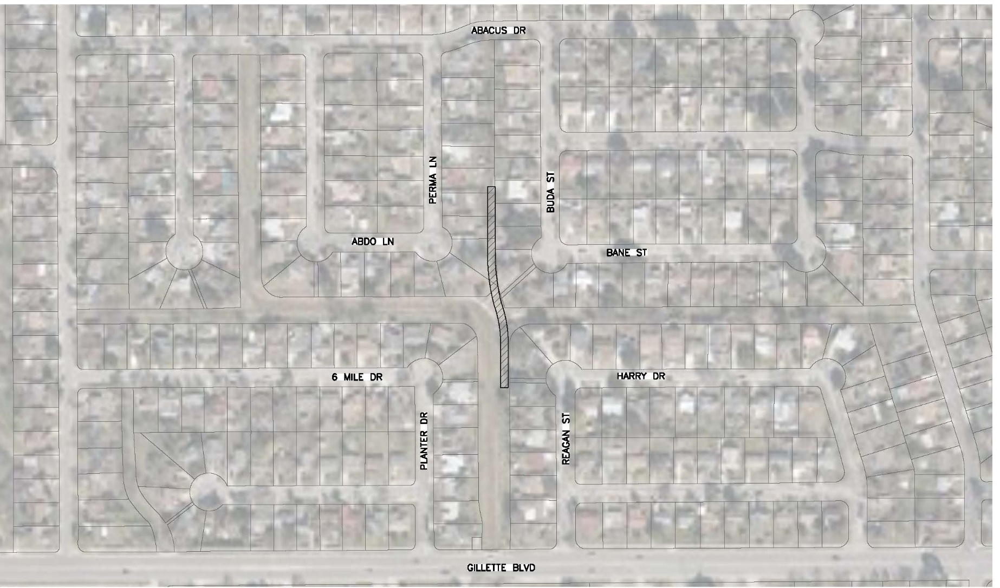 ABACUS DR
PERMA LN
BUDA ST
ABDO LN
BANE ST
6 MILE DR
HARRY DR
PLANTER DR
REAGAN ST
GILLETTE BLVD